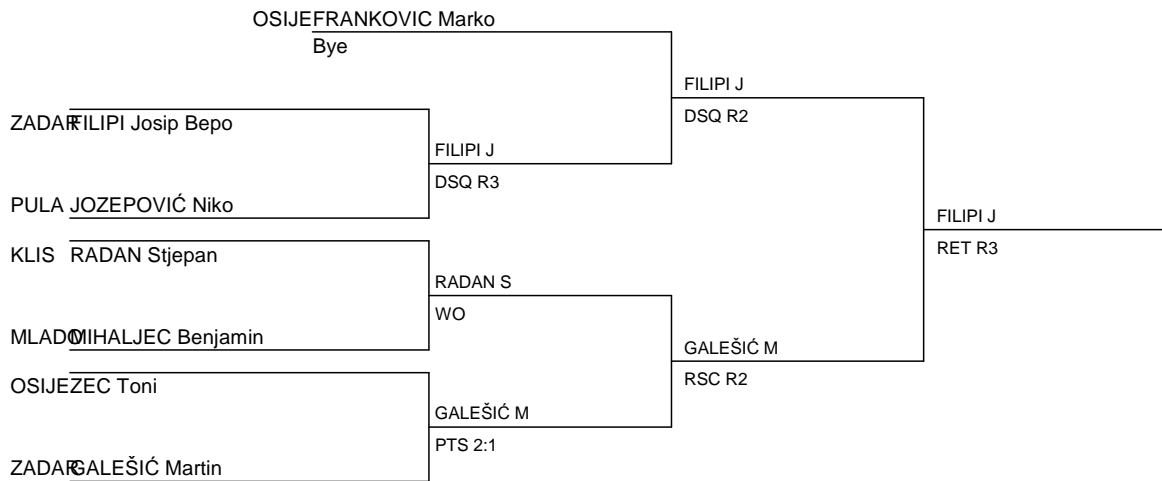 OSIJEFRANKOVIC Marko
Bye
FILIPI J
DSQ R2
ZADARFILIPI Josip Bepo
FILIPI J
DSQ R3
PULA JOZEPOVIĆ Niko
FILIPI J
RET R3
KLIS RADAN Stjepan
RADAN S
WO
MLADOMIHALJEC Benjamin
GALEŠIĆ M
RSC R2
OSIJEZEC Toni
GALEŠIĆ M
PTS 2:1
ZADARGALEŠIĆ Martin